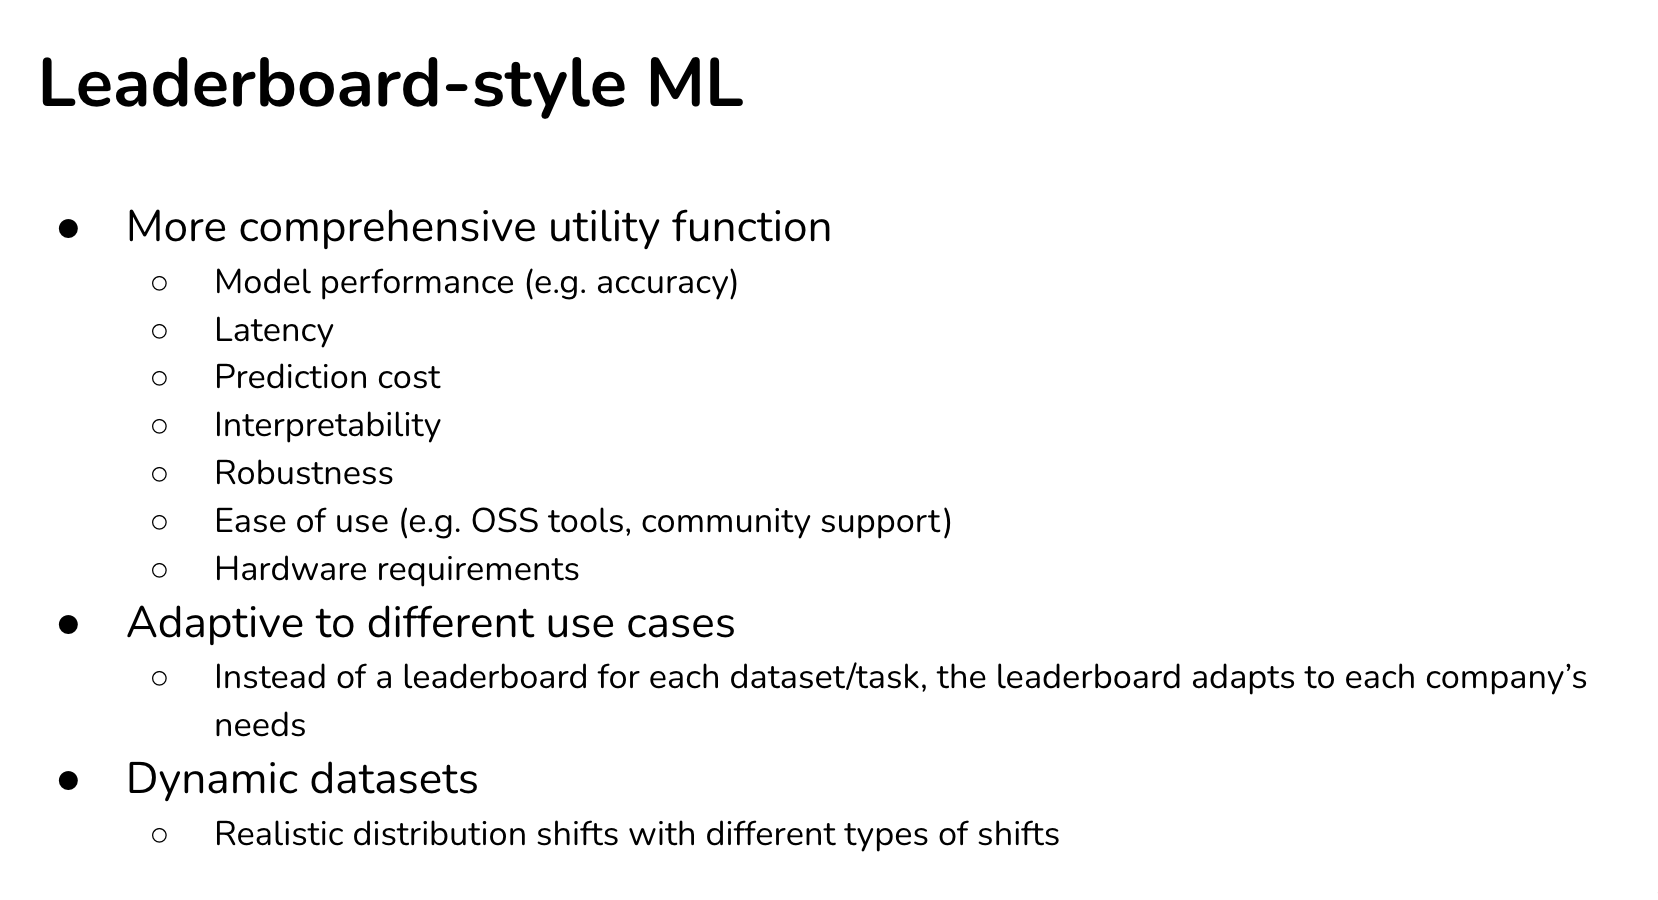 Leaderboard-style ML
● More comprehensive utility function
○ Model performance (e.g. accuracy)
○ Latency
○ Prediction cost
○ Interpretability
○ Robustness
○ Ease of use (e.g. OSS tools, community support)
○ Hardware requirements
● Adaptive to different use cases
○ Instead of a leaderboard for each dataset/task, the leaderboard adapts to each company’s
needs
● Dynamic datasets
○ Realistic distribution shifts with different types of shifts